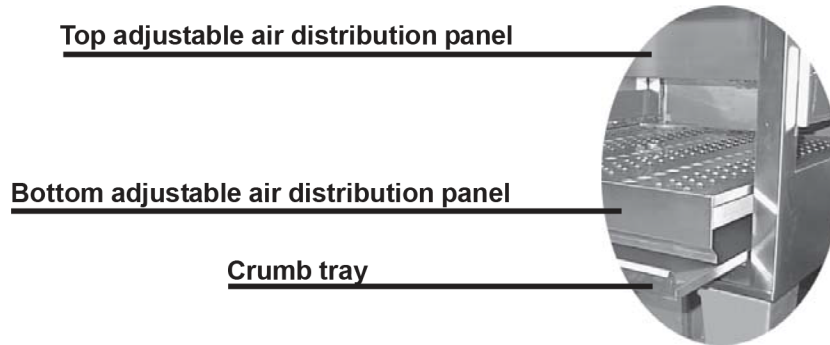 Top adjustable air distribution panel
Bottom adjustable air distribution panel
Crumb tray